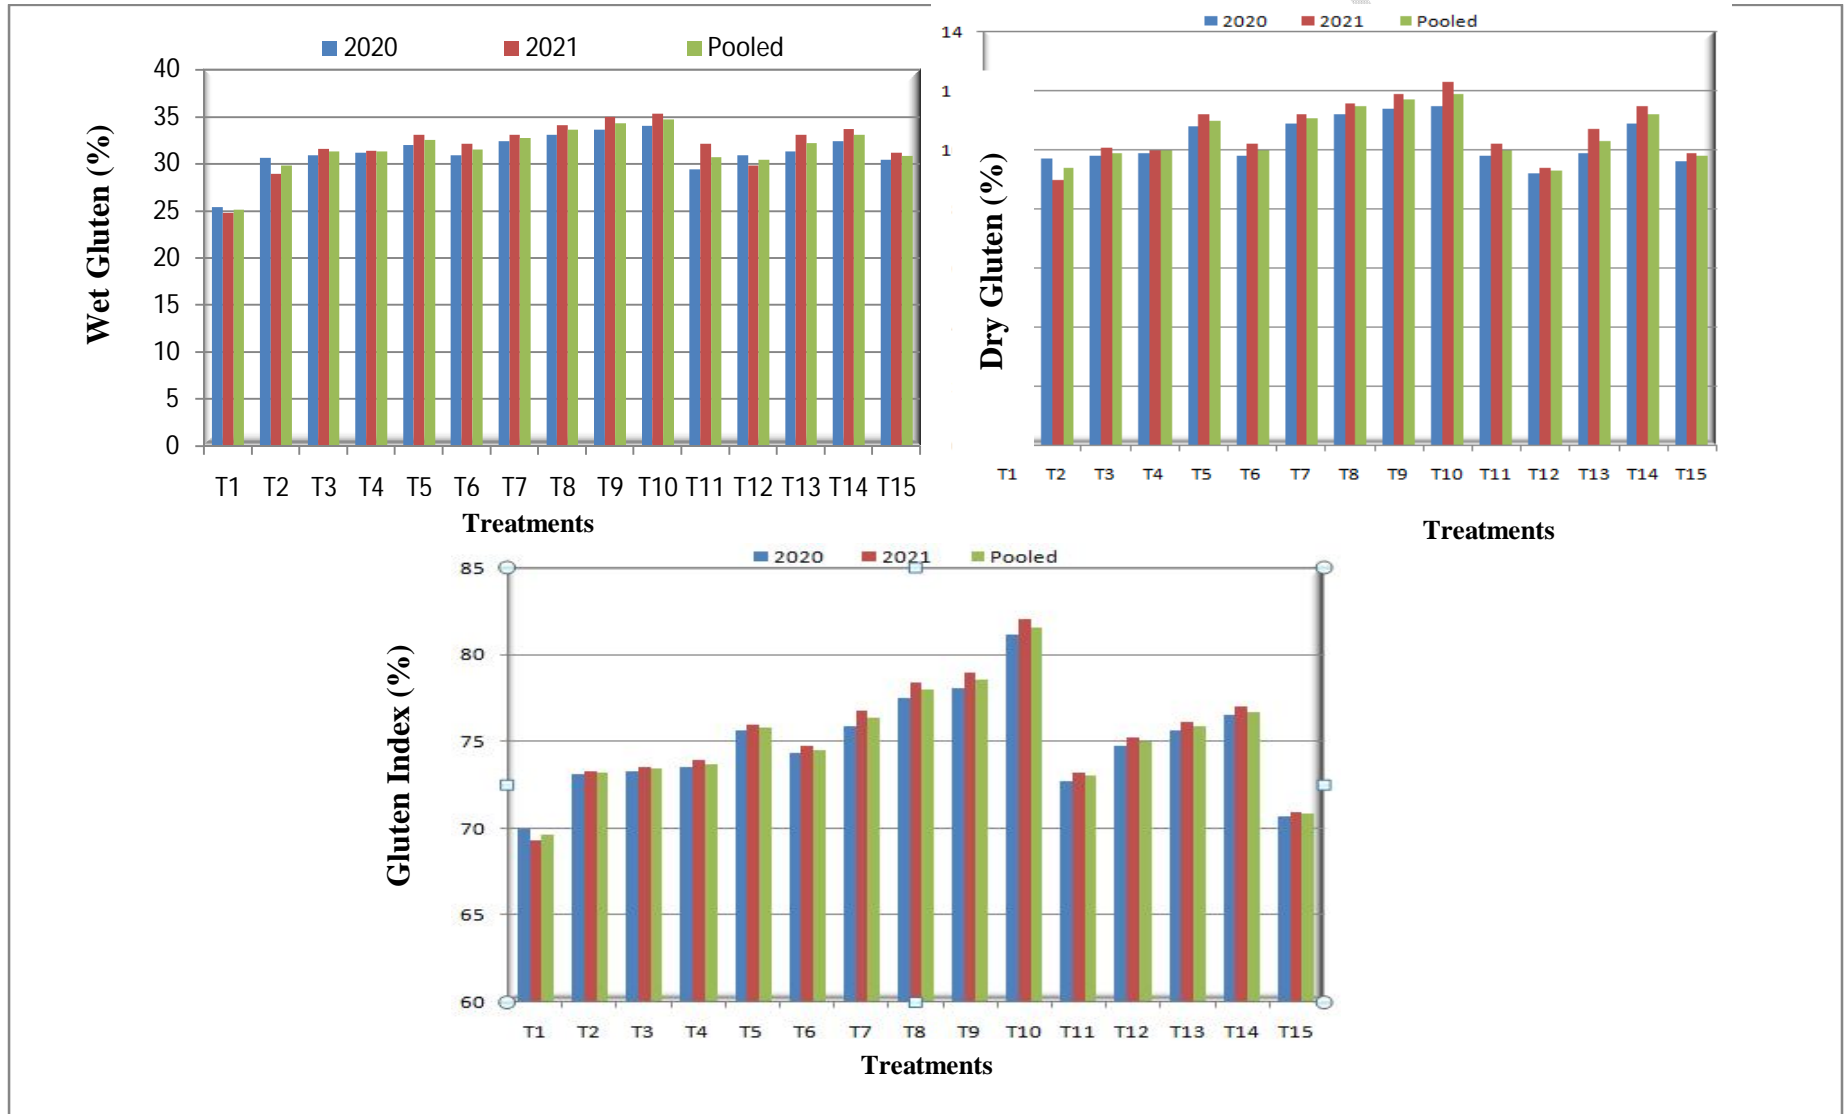 2020 2021 Pooled
40
35
30
25
20
15
10
5
0
Wet Gluten (%)
T1 T2 T3 T4 T5 T6 T7 T8 T9 T10 T11 T12 T13 T14 T15
Treatments
2020 2021 Pooled
14
1
1
Dry Gluten (%)
T1 T2 T3 T4 T5 T6 T7 T8 T9 T10 T11 T12 T13 T14 T15
Treatments
2020 2021 Pooled
85
80
75
70
65
60
Gluten Index (%)
T1 T2 T3 T4 T5 T6 T7 T8 T9 T10 T11 T12 T13 T14 T15
Treatments